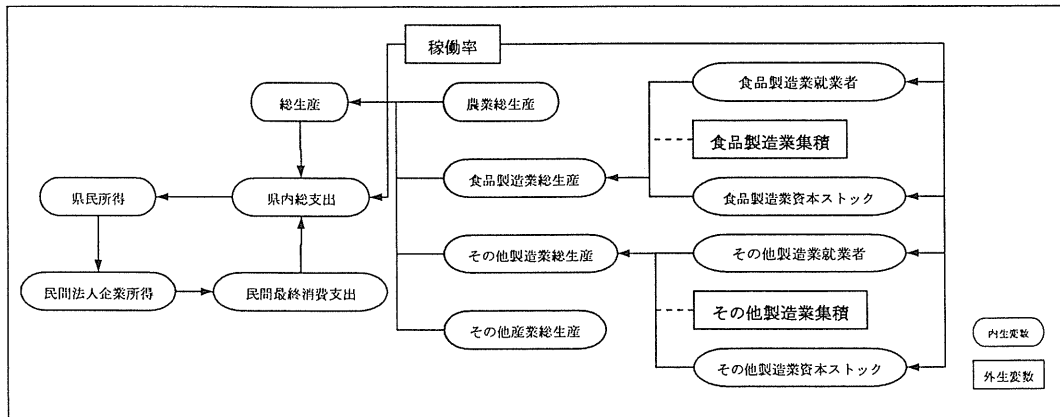 稼働率
食品製造業就業者
総生産
農業総生産
食品製造業集積
食品製造業総生産
県民所得
県内総支出
食品製造業資本ストック
その他製造業総生産
その他製造業就業者
民間法人企業所得
民間最終消費支出
その他製造業集積
その他産業総生産
内生変数
その他製造業資本ストック
外生変数